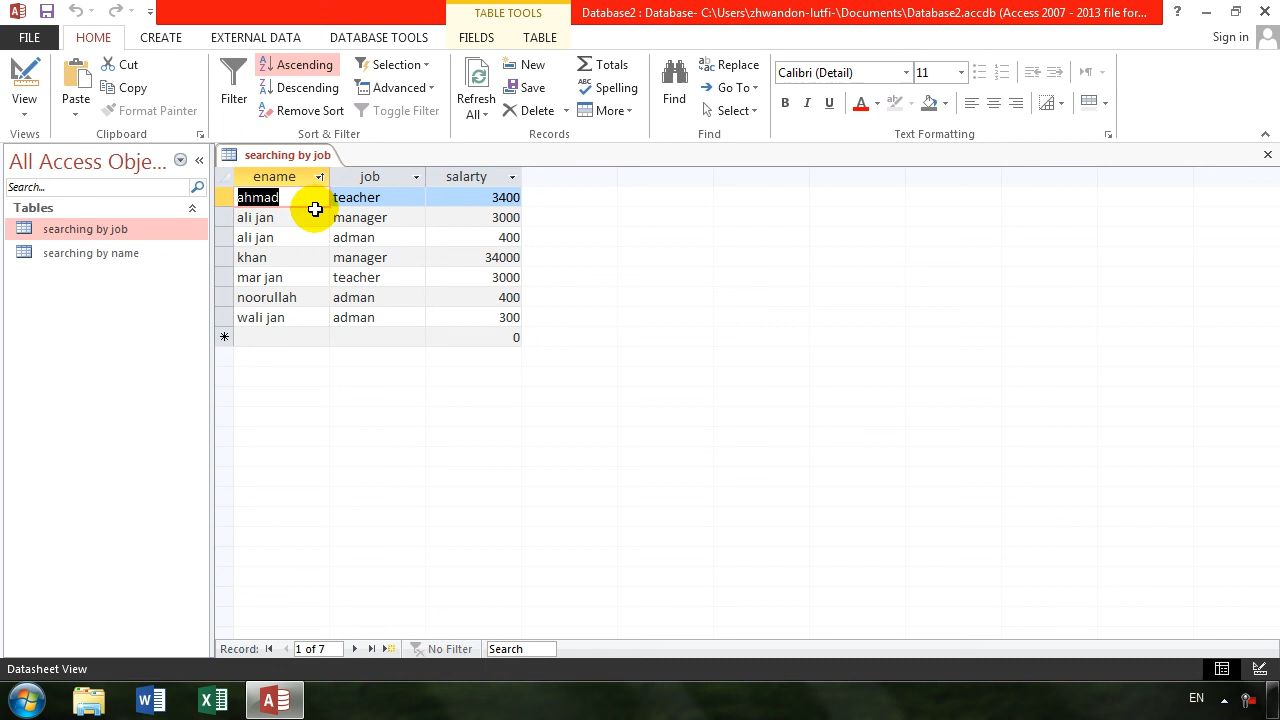 TABLE TOOLS
Database2 : Database- C:\Users\zhwandon-lutfi-\Documents\Database2.accdb (Access 2007 - 2013 file for...
?
FILE HOME CREATE EXTERNAL DATA DATABASE TOOLS FIELDS TABLE
Sign in
View
Views
Paste
Cut
Copy
Format Painter
Clipboard
Filter
Ascending
Descending
Remove Sort
Selection
Advanced
Toggle Filter
Sort & Filter
Refresh
All
New
Save
Delete
Totals
Spelling
More
Records
Find
Replace
Go To
Select
Find
Calibri (Detail) 11
B I U
Text Formatting
All Access Obje...
Search...
Tables
searching by job
searching by name
searching by job
ename job salarty
ahmad teacher 3400
ali jan manager 3000
ali jan adman 400
khan manager 34000
mar jan teacher 3000
noorullah adman 400
wali jan adman 300
0
Record: 1 of 7 No Filter Search
Datasheet View
EN